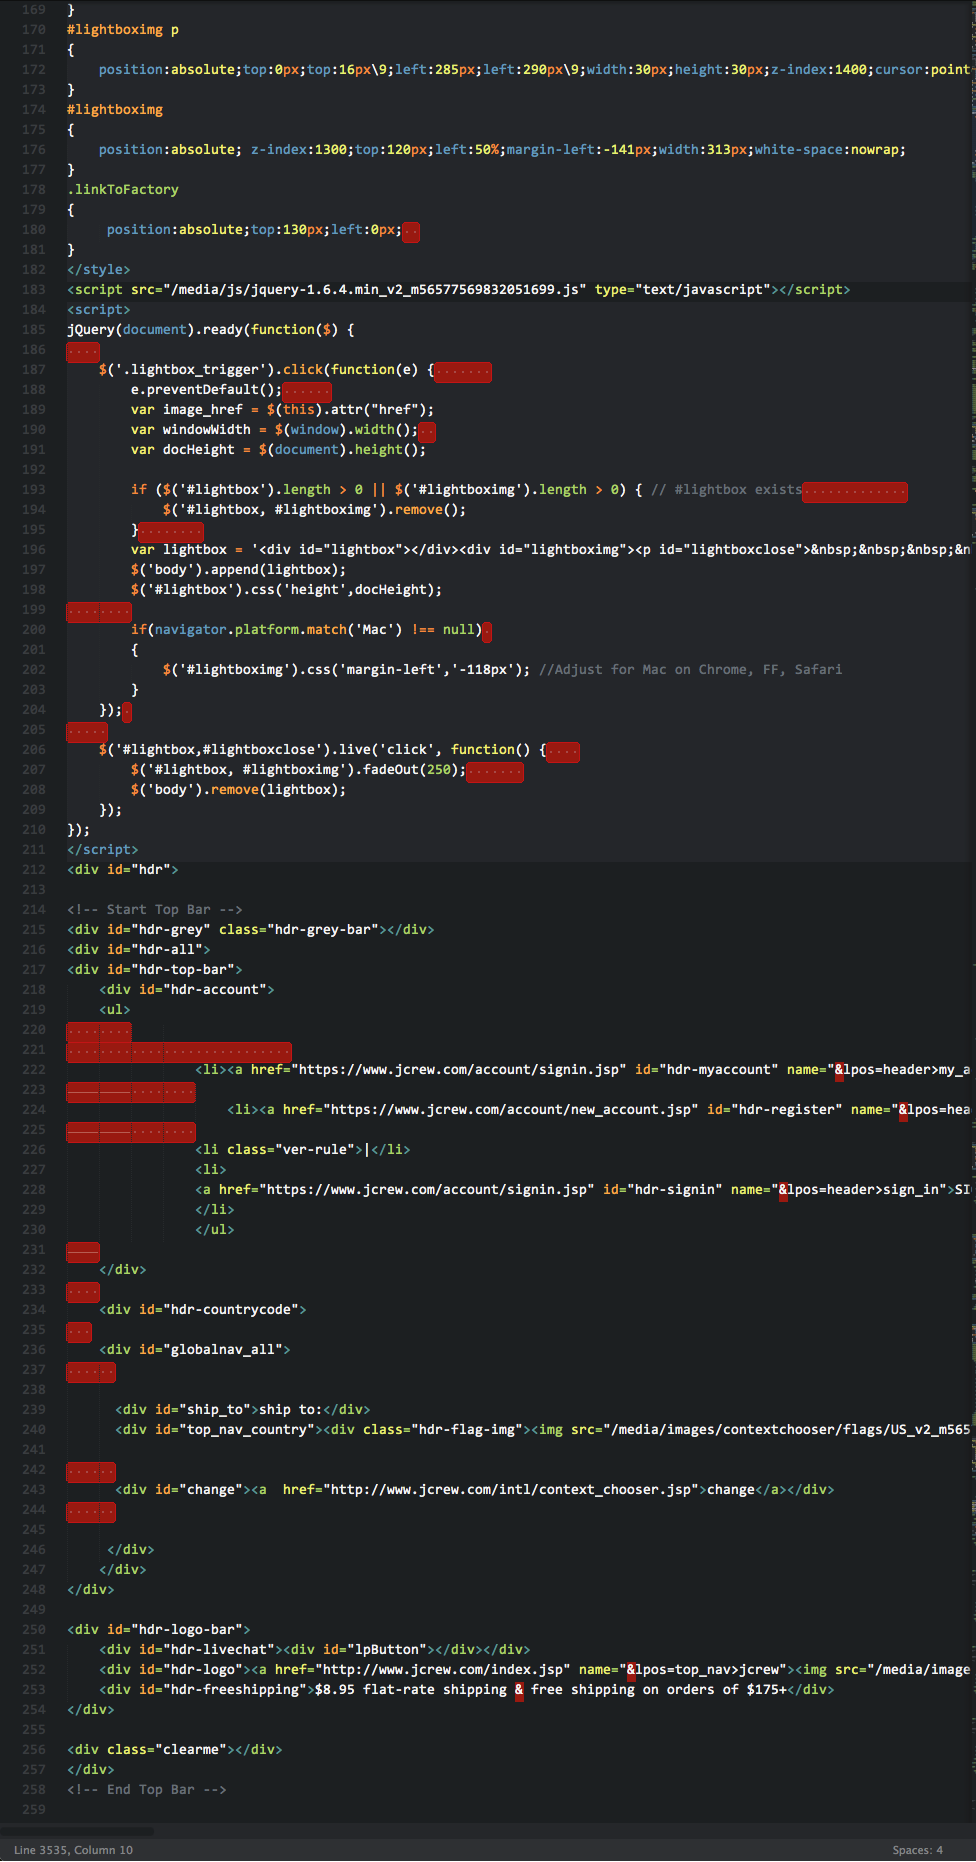 169 }
170 #lightboximg p
171 {
172     position:absolute;top:0px;top:16px\9;left:285px;left:290px\9;width:30px;height:30px;z-index:1400;cursor:point
173 }
174 #lightboximg
175 {
176     position:absolute; z-index:1300;top:120px;left:50%;margin-left:-141px;width:313px;white-space:nowrap;
177 }
178 .linkToFactory
179 {
180      position:absolute;top:130px;left:0px;
181 }
182 </style>
183 <script src="/media/js/jquery-1.6.4.min_v2_m56577569832051699.js" type="text/javascript"></script>
184 <script>
185 jQuery(document).ready(function($) {
186
187     $('.lightbox_trigger').click(function(e) {
188         e.preventDefault();
189         var image_href = $(this).attr("href");
190         var windowWidth = $(window).width();
191         var docHeight = $(document).height();
192
193         if ($('#lightbox').length > 0 || $('#lightboximg').length > 0) { // #lightbox exists
194             $('#lightbox, #lightboximg').remove();
195         }
196         var lightbox = '<div id="lightbox"></div><div id="lightboximg"><p id="lightboxclose">&nbsp;&nbsp;&nbsp;&n
197         $('body').append(lightbox);
198         $('#lightbox').css('height',docHeight);
199
200         if(navigator.platform.match('Mac') !== null)
201         {
202             $('#lightboximg').css('margin-left','-118px'); //Adjust for Mac on Chrome, FF, Safari
203         }
204     });
205
206     $('#lightbox,#lightboxclose').live('click', function() {
207         $('#lightbox, #lightboximg').fadeOut(250);
208         $('body').remove(lightbox);
209     });
210 });
211 </script>
212 <div id="hdr">
213
214 <!-- Start Top Bar -->
215 <div id="hdr-grey" class="hdr-grey-bar"></div>
216 <div id="hdr-all">
217 <div id="hdr-top-bar">
218     <div id="hdr-account">
219     <ul>
220
221
222                 <li><a href="https://www.jcrew.com/account/signin.jsp" id="hdr-myaccount" name="&lpos=header>my_a
223
224                     <li><a href="https://www.jcrew.com/account/new_account.jsp" id="hdr-register" name="&lpos=hea
225
226                 <li class="ver-rule">|</li>
227                 <li>
228                 <a href="https://www.jcrew.com/account/signin.jsp" id="hdr-signin" name="&lpos=header>sign_in">SI
229                 </li>
230                 </ul>
231
232     </div>
233
234     <div id="hdr-countrycode">
235
236     <div id="globalnav_all">
237
238
239       <div id="ship_to">ship to:</div>
240       <div id="top_nav_country"><div class="hdr-flag-img"><img src="/media/images/contextchooser/flags/US_v2_m565
241
242
243       <div id="change"><a  href="http://www.jcrew.com/intl/context_chooser.jsp">change</a></div>
244
245
246      </div>
247     </div>
248 </div>
249
250 <div id="hdr-logo-bar">
251     <div id="hdr-livechat"><div id="lpButton"></div></div>
252     <div id="hdr-logo"><a href="http://www.jcrew.com/index.jsp" name="&lpos=top_nav>jcrew"><img src="/media/image
253     <div id="hdr-freeshipping">$8.95 flat-rate shipping & free shipping on orders of $175+</div>
254 </div>
255
256 <div class="clearme"></div>
257 </div>
258 <!-- End Top Bar -->
259
Line 3535, Column 10 Spaces: 4